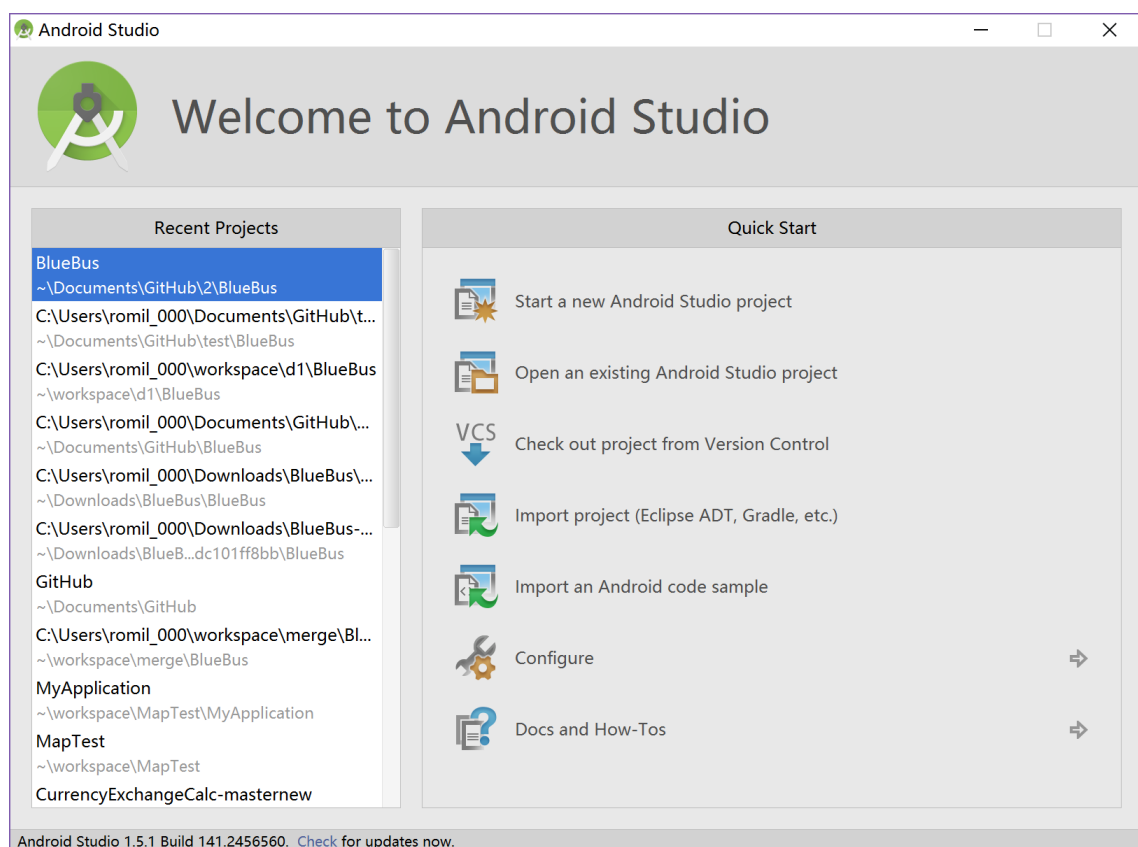 Android Studio
Welcome to Android Studio
Recent Projects
BlueBus
~\Documents\GitHub\2\BlueBus
C:\Users\romil_000\Documents\GitHub\t...
~\Documents\GitHub\test\BlueBus
C:\Users\romil_000\workspace\d1\BlueBus
~\workspace\d1\BlueBus
C:\Users\romil_000\Documents\GitHub\...
~\Documents\GitHub\BlueBus
C:\Users\romil_000\Downloads\BlueBus\...
~\Downloads\BlueBus\BlueBus
C:\Users\romil_000\Downloads\BlueBus-...
~\Downloads\BlueB...dc101ff8bb\BlueBus
GitHub
~\Documents\GitHub
C:\Users\romil_000\workspace\merge\Bl...
~\workspace\merge\BlueBus
MyApplication
~\workspace\MapTest\MyApplication
MapTest
~\workspace\MapTest
CurrencyExchangeCalc-masternew
Quick Start
Start a new Android Studio project
Open an existing Android Studio project
VCS
Check out project from Version Control
Import project (Eclipse ADT, Gradle, etc.)
Import an Android code sample
Configure
Docs and How-Tos
Android Studio 1.5.1 Build 141.2456560. Check for updates now.